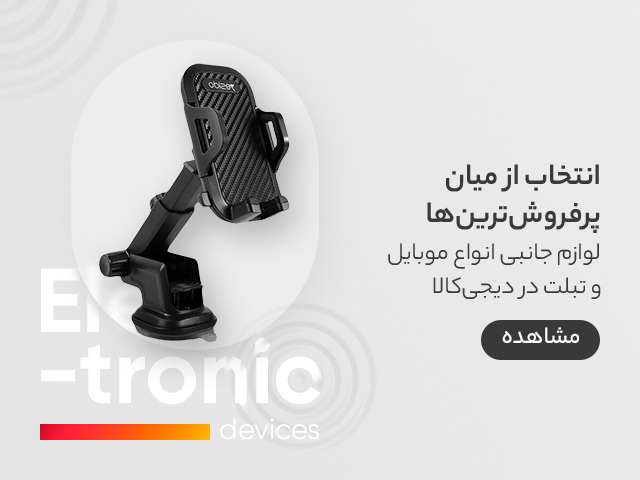 انتخاب از میان
پرفروش‌ترین‌ها
لوازم جانبی انواع موبایل
و تبلت در دیجی‌کالا
مشاهده
-tronic
devices